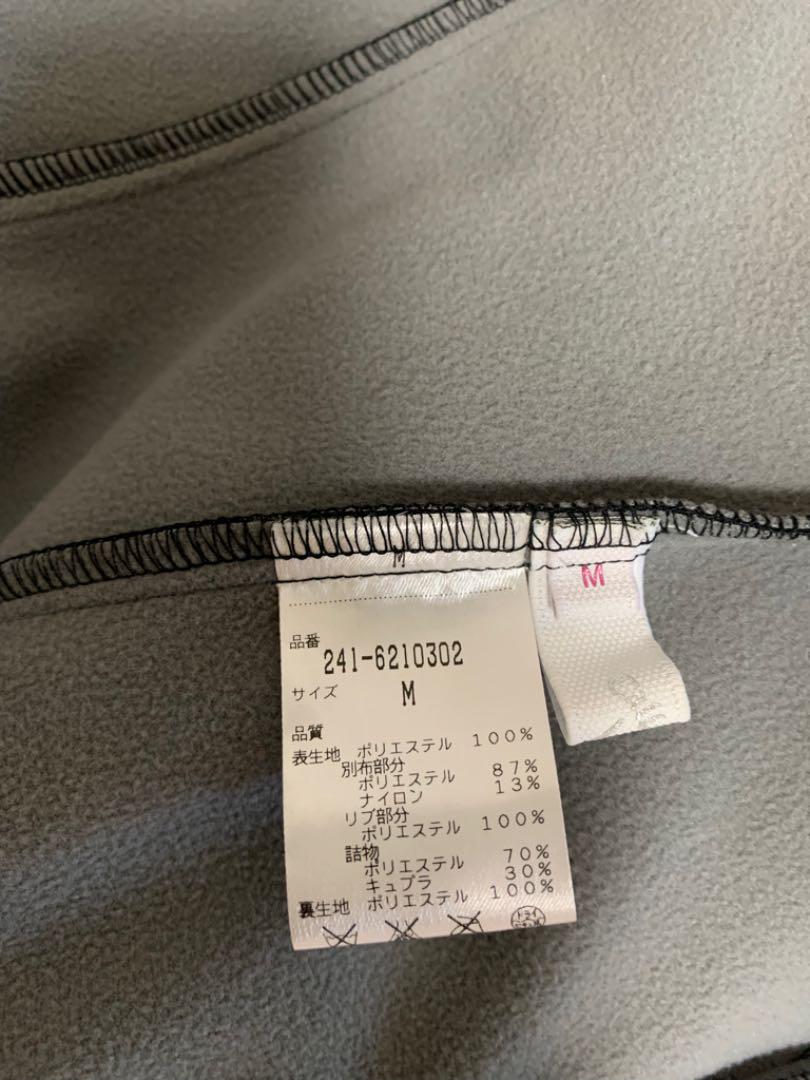 M
M
品番
241-6210302
サイズ M
品質
表生地 ポリエステル 100%
別布部分
ポリエステル 87%
ナイロン 13%
リブ部分
ポリエステル 100%
詰物
ポリエステル 70%
キュプラ 30%
裏生地 ポリエステル 100%
ドライ